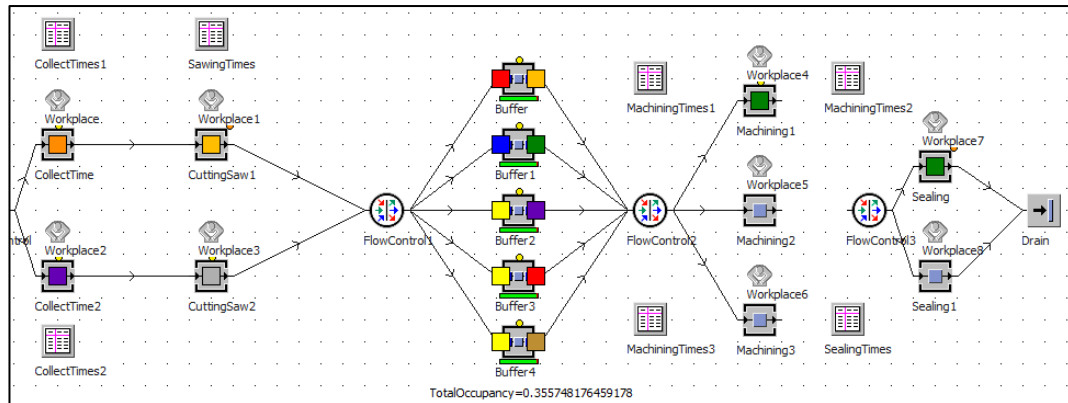 CollectTimes1
SawingTimes
Workplace.
Workplace1
CollectTime
CuttingSaw1
ntrol
Workplace2
Workplace3
CollectTime2
CuttingSaw2
CollectTimes2
FlowControl1
Buffer
Buffer1
Buffer2
Buffer3
Buffer4
TotalOccupancy=0.355748176459178
MachiningTimes1
FlowControl2
MachiningTimes3
Workplace4
Machining1
Workplace5
Machining2
Workplace6
Machining3
MachiningTimes2
FlowControl3
SealingTimes
Workplace7
Sealing
Workplace8
Sealing1
Drain